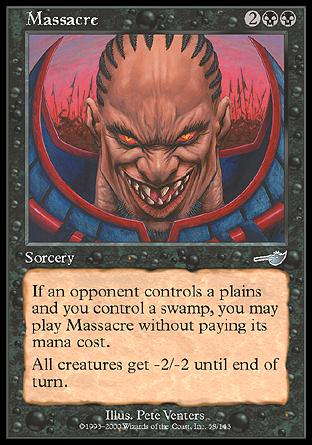 Massacre 2
Sorcery
If an opponent controls a plains
and you control a swamp, you may
play Massacre without paying its
mana cost.
All creatures get -2/-2 until end of
turn.
Illus. Pete Venters
©1993-2000 Wizards of the Coast, Inc. 58/143